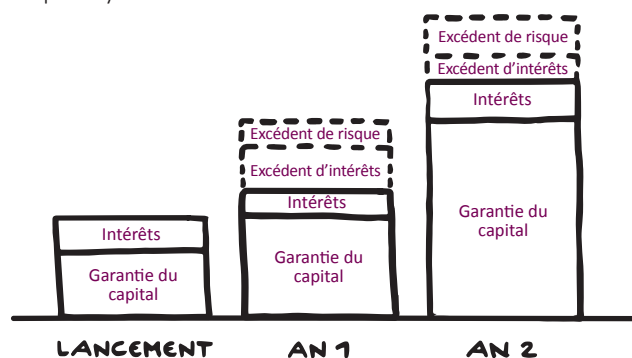 Excédent de risque
Excédent d'intérêts
Intérêts
Garantie du
capital
Excédent de risque
Excédent d'intérêts
Intérêts
Garantie du
capital
Intérêts
Garantie du
capital
LANCEMENT
AN 1
AN 2